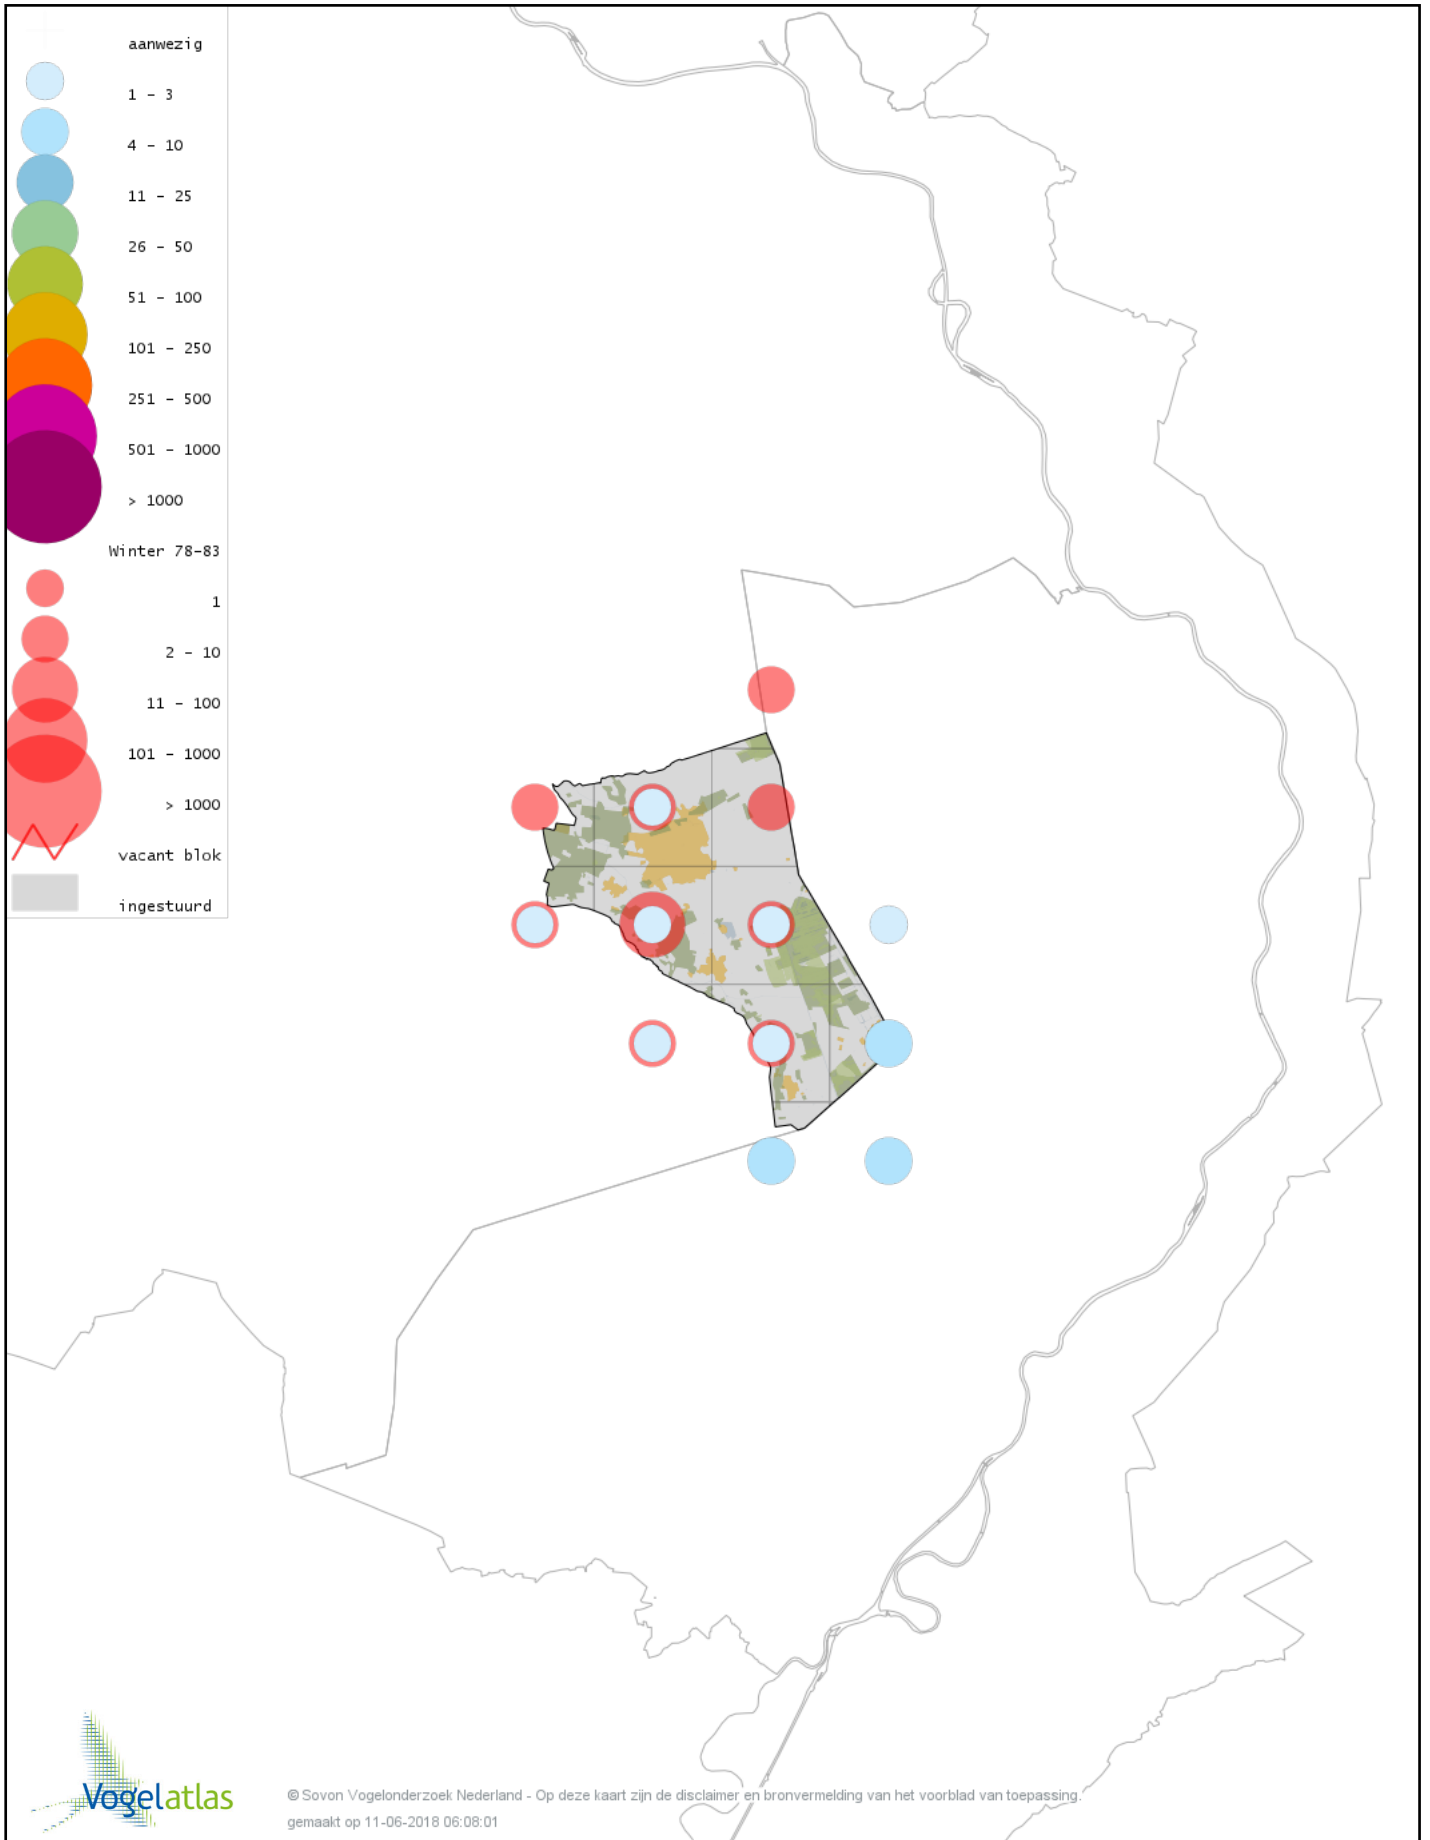 aanwezig
1 – 3
4 – 10
11 – 25
26 – 50
51 – 100
101 – 250
251 – 500
501 – 1000
> 1000
Winter 78–83
1
2 – 10
11 – 100
101 – 1000
> 1000
vacant blok
ingestuurd
Vogelatlas
© Sovon Vogelonderzoek Nederland - Op deze kaart zijn de disclaimer en bronvermelding van het voorblad van toepassing.
gemaakt op 11-06-2018 06:08:01